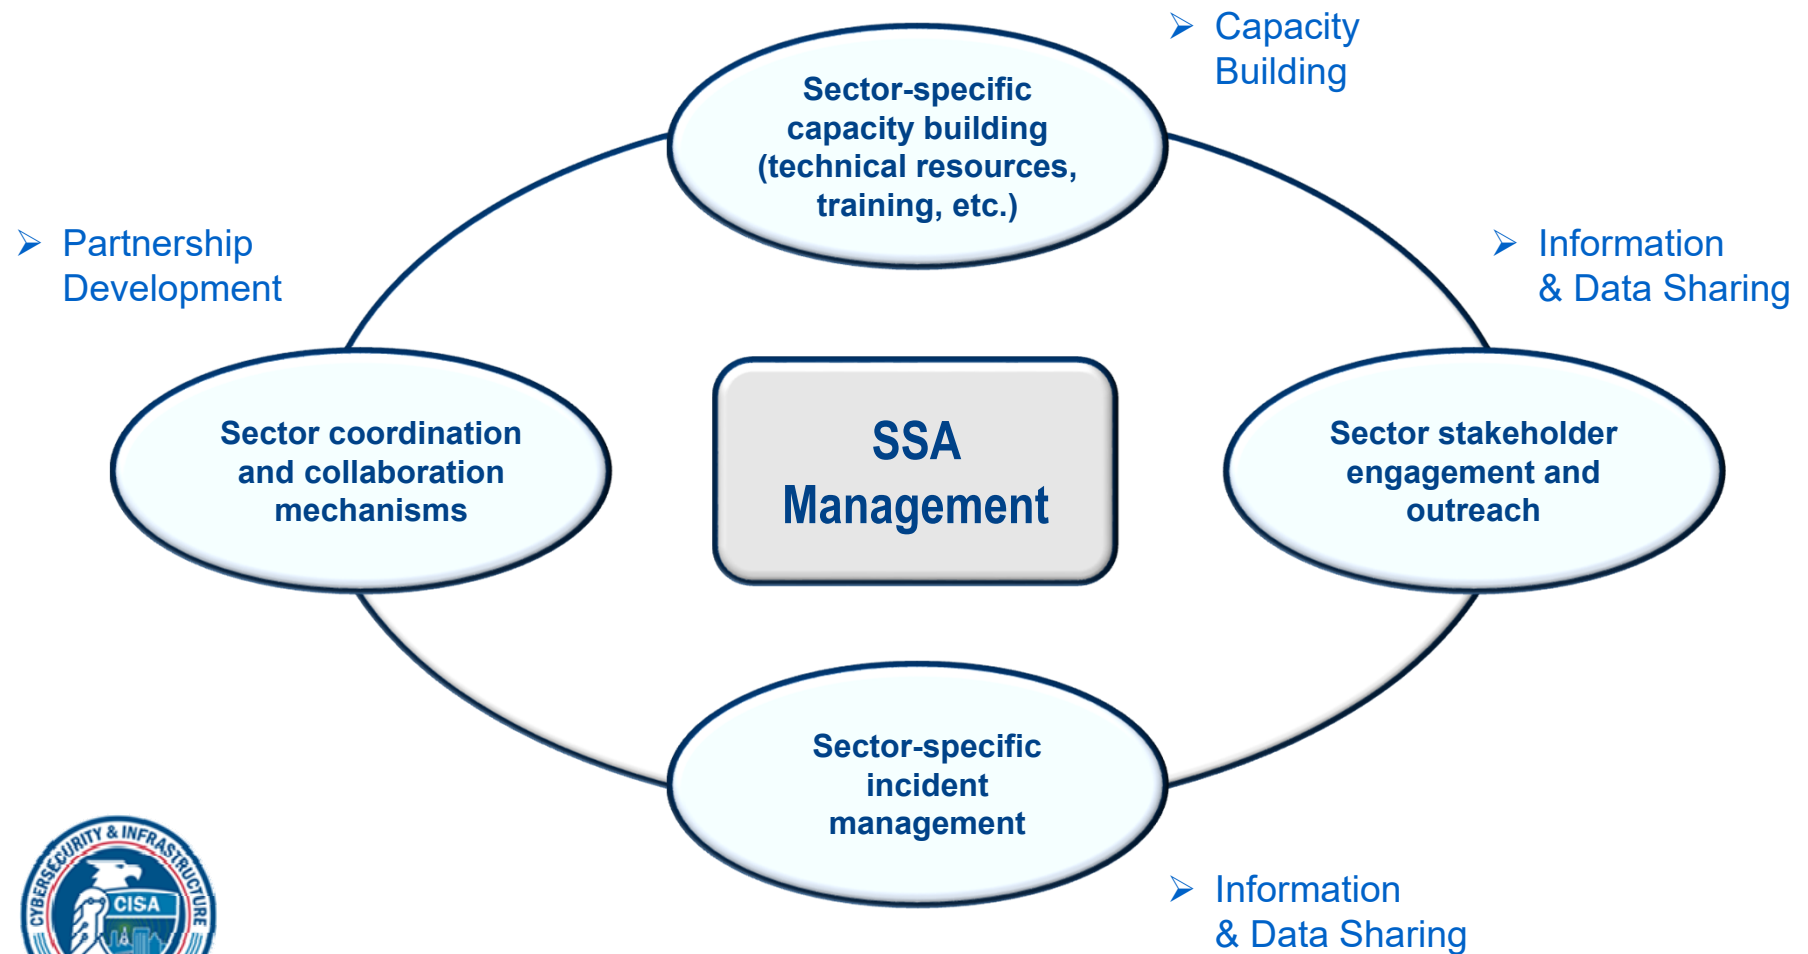 ➢ Capacity
Building
Sector-specific
capacity building
(technical resources,
training, etc.)
➢ Partnership
Development
➢ Information
& Data Sharing
Sector coordination
and collaboration
mechanisms
SSA
Management
Sector stakeholder
engagement and
outreach
Sector-specific
incident
management
➢ Information
& Data Sharing
CYBERSECURITY & INFRASTRUCTURE
CISA